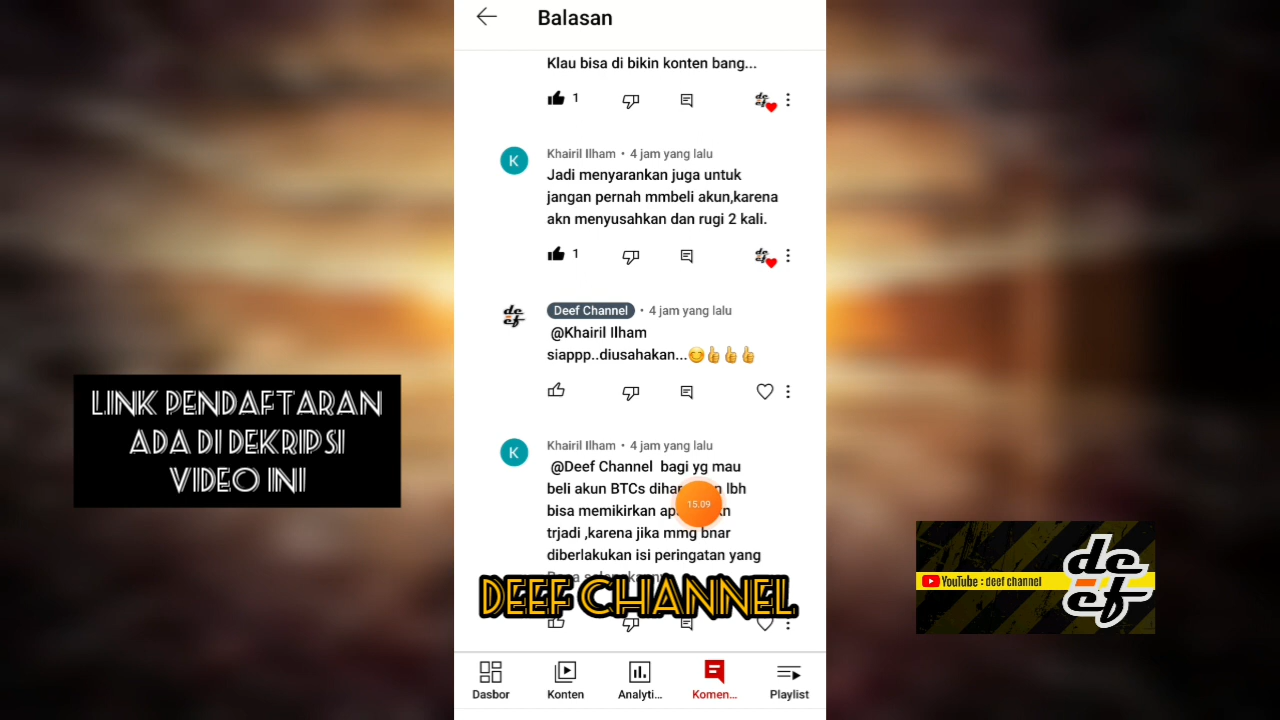 Balasan
Klau bisa di bikin konten bang...
1
Khairil Ilham • 4 jam yang lalu
Jadi menyarankan juga untuk
jangan pernah mmbeli akun,karena
akn menyusahkan dan rugi 2 kali.
1
Deef Channel • 4 jam yang lalu
@Khairil Ilham
siappp..diusahakan...😊👍👍👍
Khairil Ilham • 4 jam yang lalu
@Deef Channel bagi yg mau
beli akun BTCs lbh
bisa memikirkan
15.09
trjadi ,karena jika mmg bnar
diberlakukan isi peringatan yang
DEEF CHANNEL
Dasbor
Konten
Analyti...
Komen...
Playlist
LINK PENDAFTARAN
ADA DI DEKRIPSI
VIDEO INI
YouTube : deef channel
de
ef